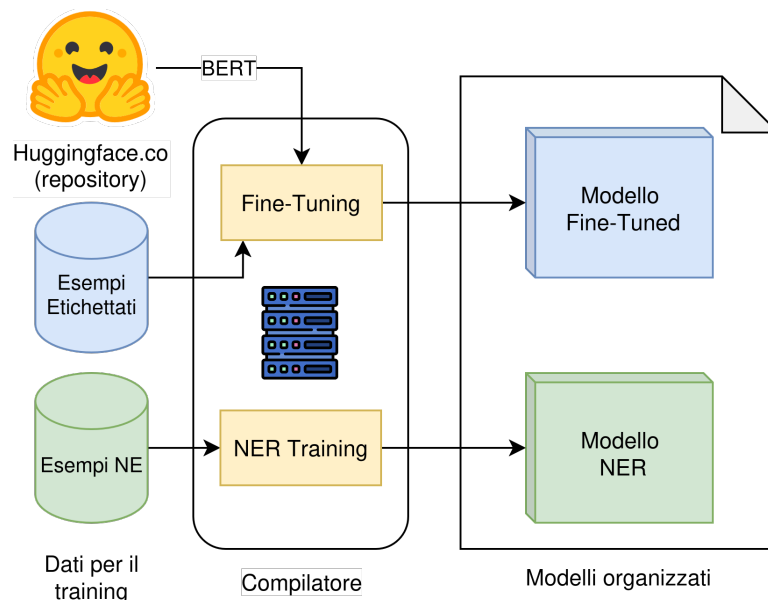 BERT
Huggingface.co
(repository)
Fine-Tuning
Modello
Fine-Tuned
Esempi
Etichettati
Esempi NE
NER Training
Modello
NER
Dati per il
training
Compilatore
Modelli organizzati